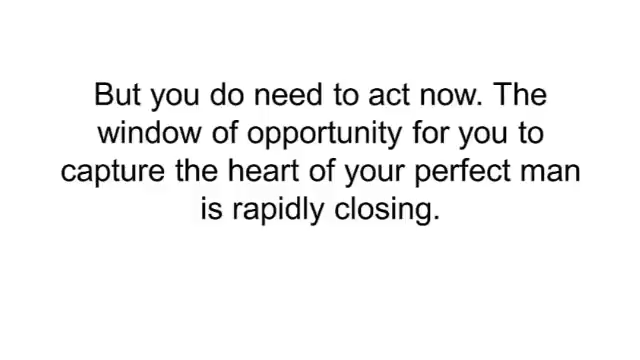 But you do need to act now. The
window of opportunity for you to
capture the heart of your perfect man
is rapidly closing.